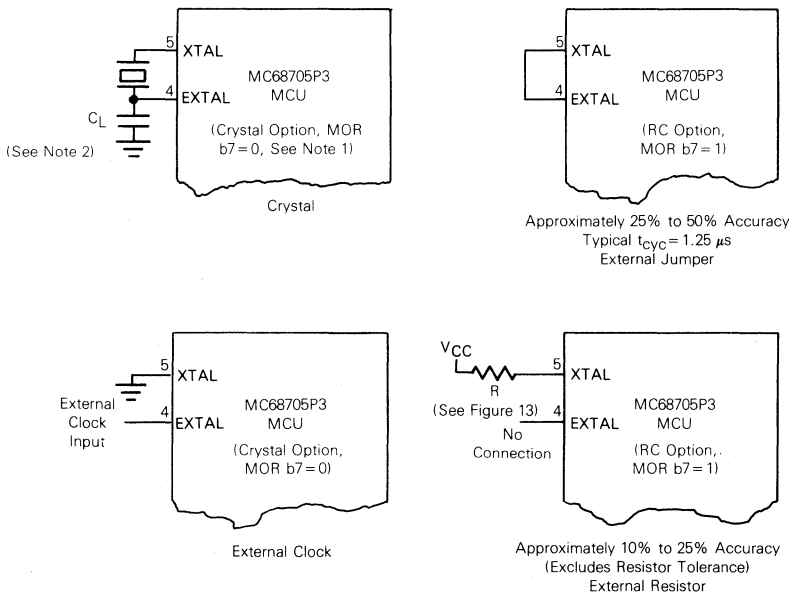 5
XTAL
MC68705P3
MCU
4
EXTAL
CL
(Crystal Option, MOR
b7=0, See Note 1)
(See Note 2)
Crystal
5
XTAL
MC68705P3
MCU
4
EXTAL
(RC Option,
MOR b7=1)
Approximately 25% to 50% Accuracy
Typical tcyc=1.25 μs
External Jumper
5
XTAL
External
Clock
Input
4
EXTAL
MC68705P3
MCU
(Crystal Option,
MOR b7=0)
External Clock
VCC
R
5
XTAL
(See Figure 13)
4
EXTAL
No
Connection
MC68705P3
MCU
(RC Option,.
MOR b7=1)
Approximately 10% to 25% Accuracy
(Excludes Resistor Tolerance)
External Resistor